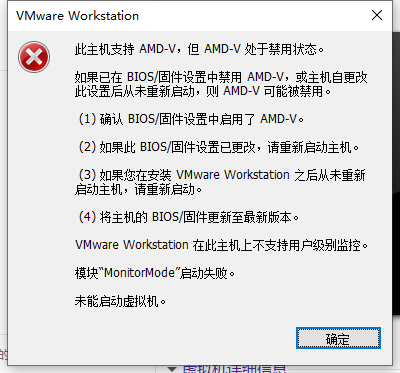 VMware Workstation
此主机支持 AMD-V，但 AMD-V 处于禁用状态。
如果已在 BIOS/固件设置中禁用 AMD-V，或主机自更改
此设置后从未重新启动，则 AMD-V 可能被禁用。
(1) 确认 BIOS/固件设置中启用了 AMD-V。
(2) 如果此 BIOS/固件设置已更改，请重新启动主机。
(3) 如果您在安装 VMware Workstation 之后从未重新
启动主机，请重新启动。
(4) 将主机的 BIOS/固件更新至最新版本。
VMware Workstation 在此主机上不支持用户级别监控。
模块“MonitorMode”启动失败。
未能启动虚拟机。
确定
的
虚拟机详细信息